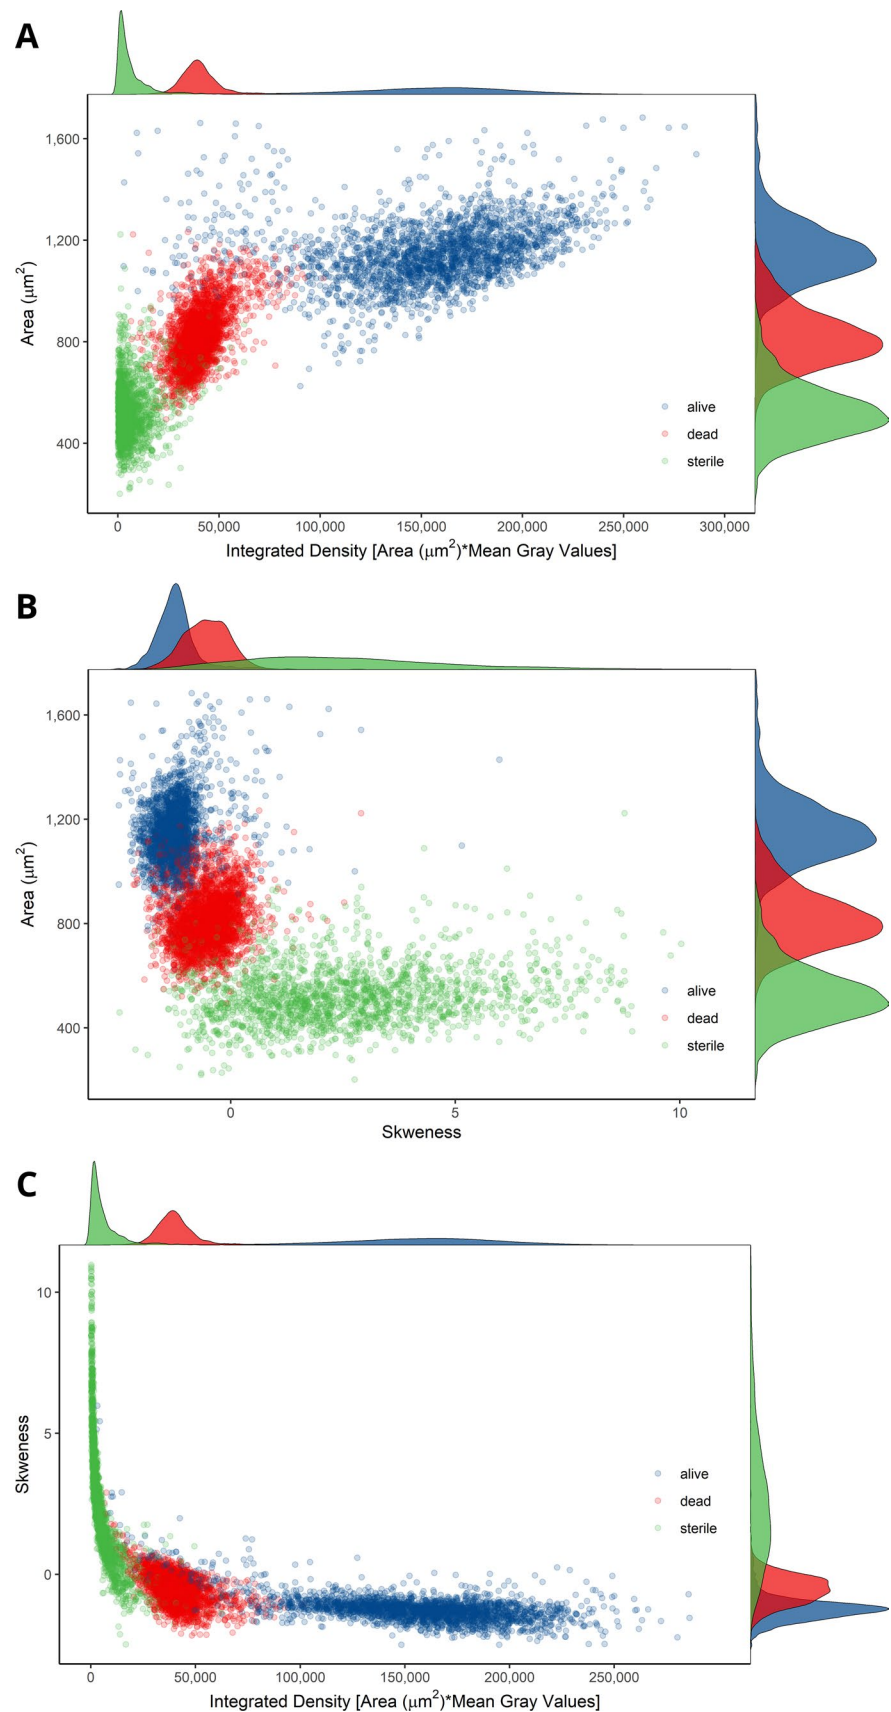 A
1,600
1,200
800
400
Area (μm²)
alive
dead
sterile
0 50,000 100,000 150,000 200,000 250,000 300,000
Integrated Density [Area (μm²)*Mean Gray Values]
B
1,600
1,200
800
400
Area (μm²)
alive
dead
sterile
0 5 10
Skweness
C
10
5
0
Skweness
alive
dead
sterile
0 50,000 100,000 150,000 200,000 250,000
Integrated Density [Area (μm²)*Mean Gray Values]